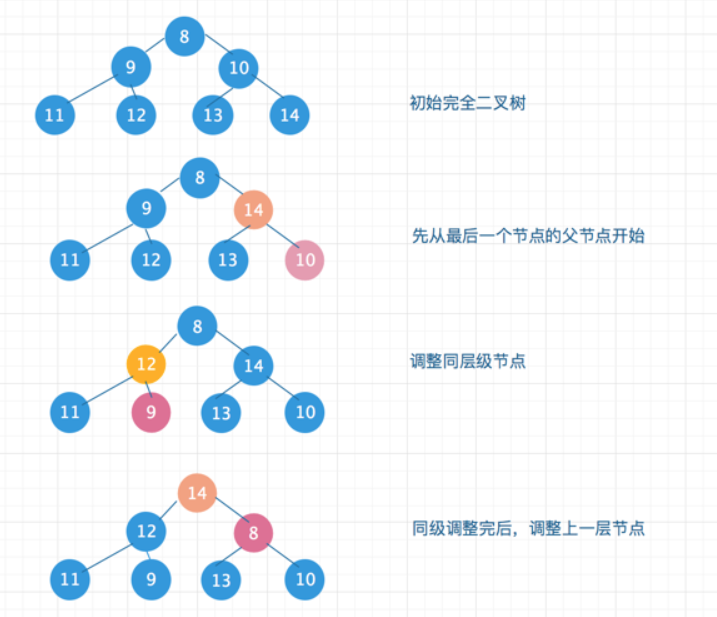 8
9 10
11 12 13 14
初始完全二叉树
8
9 14
11 12 13 10
先从最后一个节点的父节点开始
8
12 14
11 9 13 10
调整同层级节点
14
12 8
11 9 13 10
同级调整完后，调整上一层节点